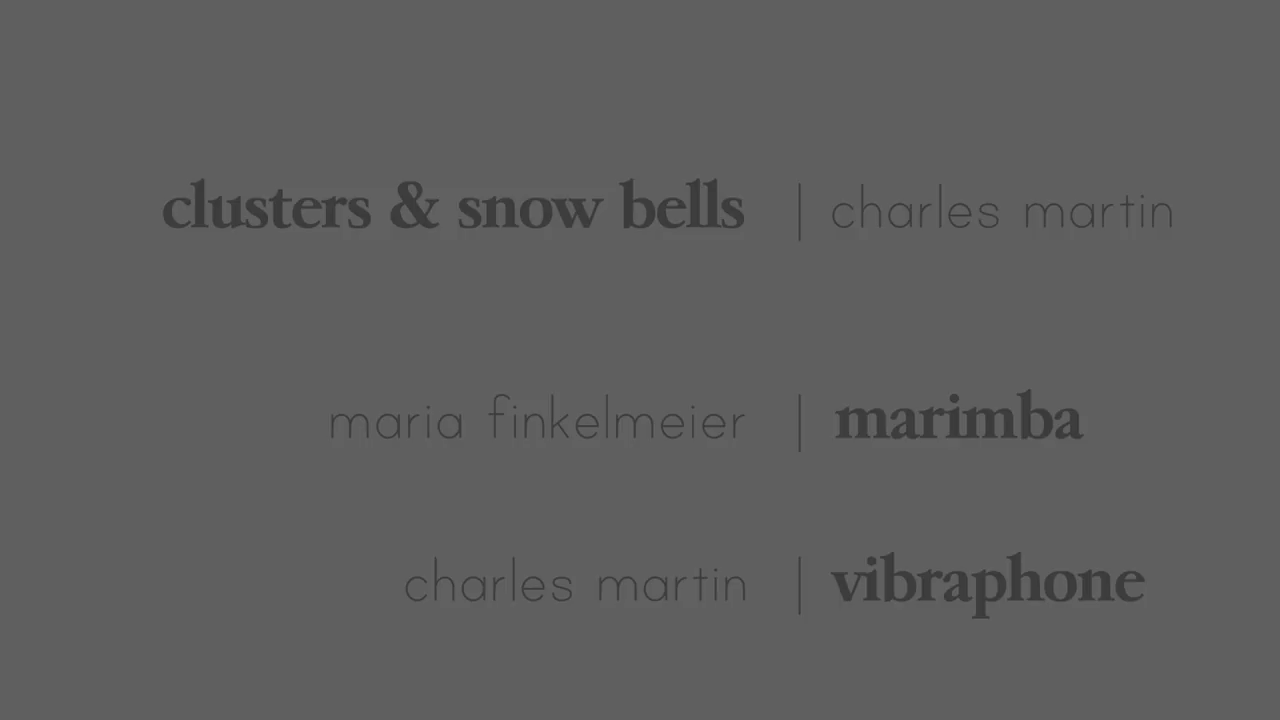 clusters & snow bells | charles martin
maria finkelmeier | marimba
charles martin | vibraphone